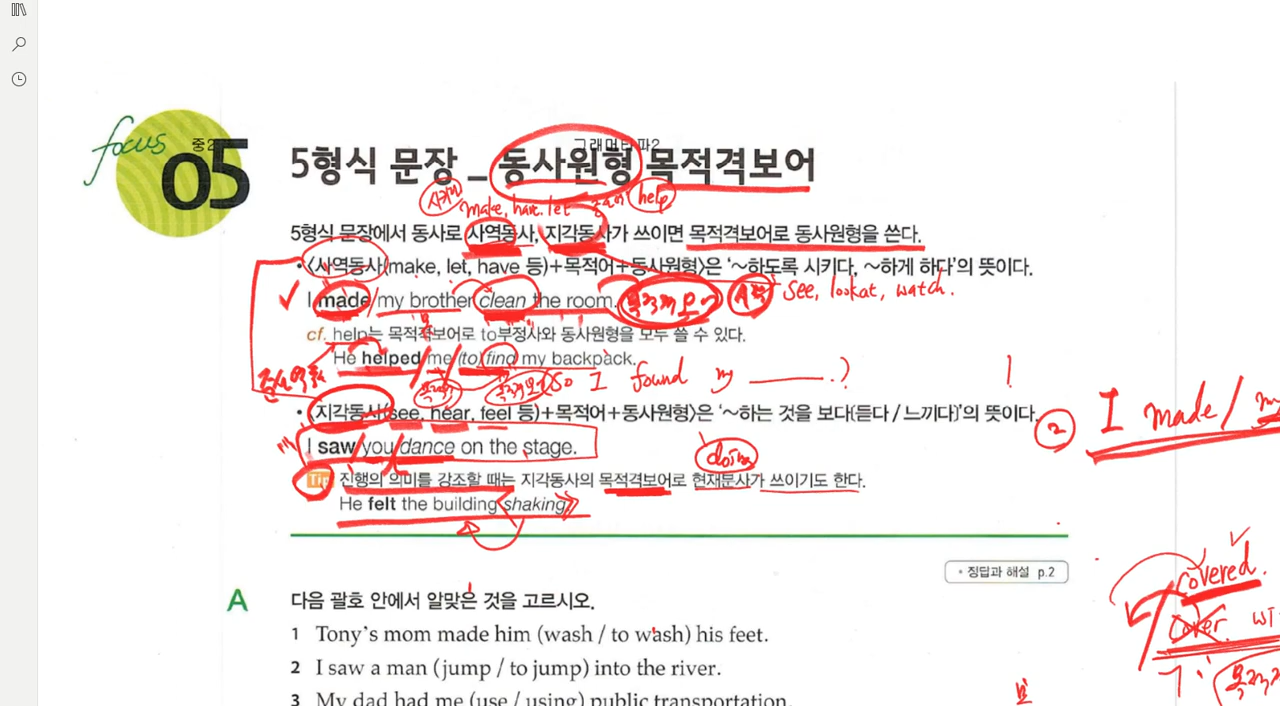 focus
05
중2
그래머타파2
5형식 문장 _ 동사원형 목적격보어
make, have. let
help
5형식 문장에서 동사로 사역동사, 지각동사가 쓰이면 목적격보어로 동사원형을 쓴다.
• 〈사역동사(make, let, have 등)+목적어+동사원형〉은 '~하도록 시키다, ~하게 하다'의 뜻이다.
I made my brother clean the room.
see, look at, watch.
cf. help는 목적격보어로 to부정사와 동사원형을 모두 쓸 수 있다.
He helped me (to) find my backpack.
So I found my .?
• 〈지각동사(see, hear, feel 등)+목적어+동사원형〉은 '~하는 것을 보다(듣다 / 느끼다)'의 뜻이다.
② I made /
I saw you dance on the stage.
doing
진행의 의미를 강조할 때는 지각동사의 목적격보어로 현재분사가 쓰이기도 한다.
He felt the building shaking.
• 정답과 해설 p.2
covered.
cover. wi
A 다음 괄호 안에서 알맞은 것을 고르시오.
1 Tony's mom made him (wash / to wash) his feet.
2 I saw a man (jump / to jump) into the river.
3 My dad had me (use / using) public transportation.